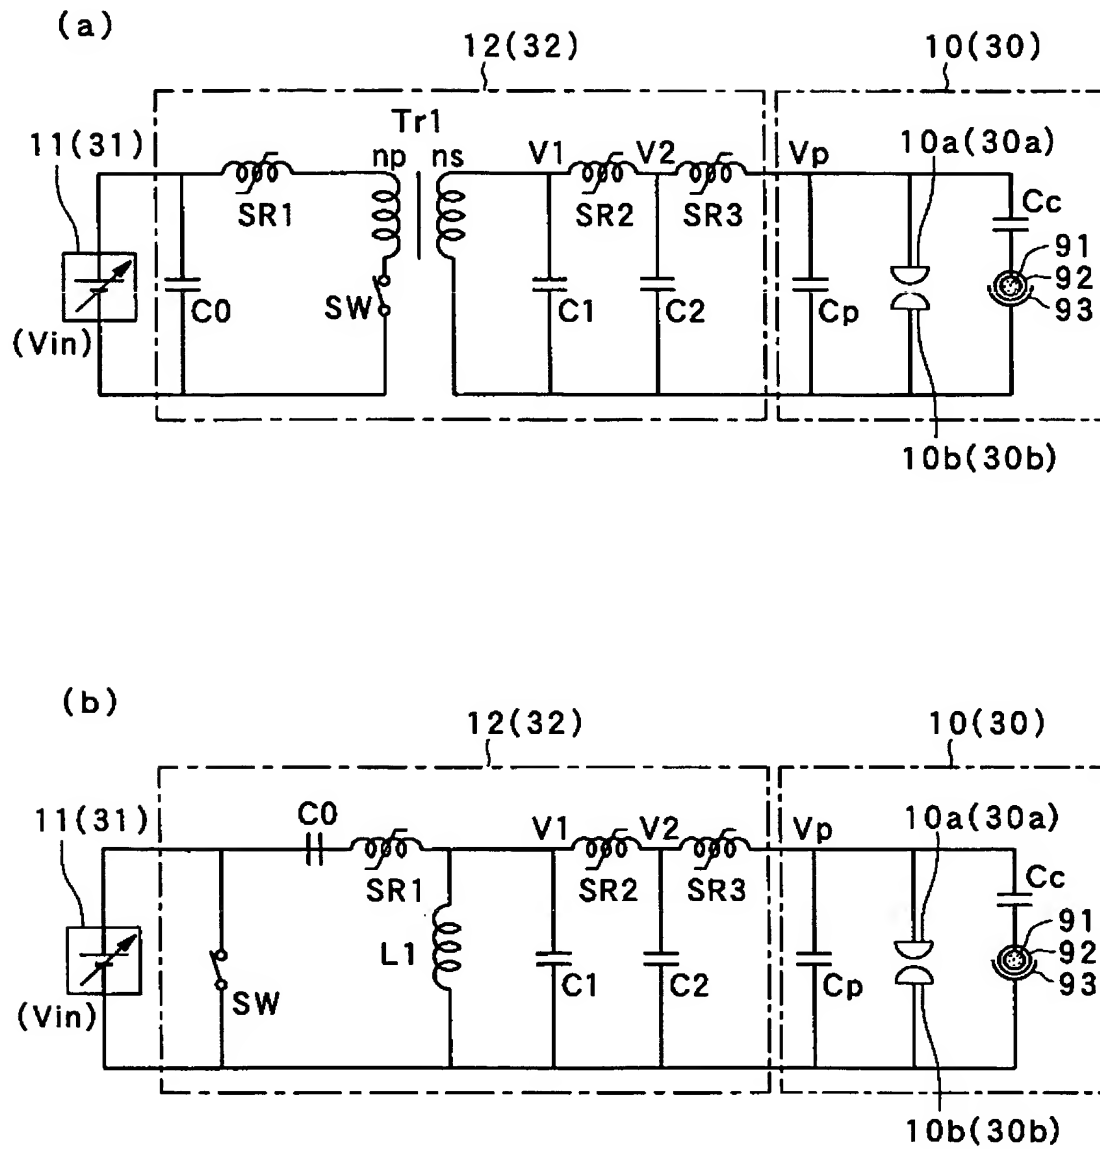 (a)
12(32)
10(30)
11(31)
Tr1
10a(30a)
np
ns
V1
V2
Vp
Cc
SR1
SR2
SR3
91
92
93
SW
C0
C1
C2
Cp
(Vin)
10b(30b)
(b)
12(32)
10(30)
11(31)
C0
V1
V2
Vp
10a(30a)
SR1
SR2
SR3
Cc
91
92
93
L1
SW
C1
C2
Cp
(Vin)
10b(30b)